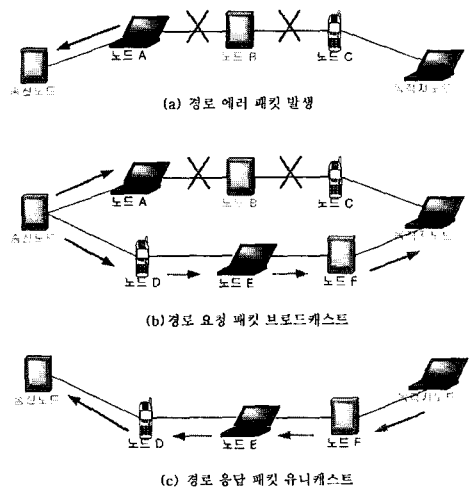 노드 A
노드 B
노드 C
(a) 경로 에러 패킷 발생
노드 A
노드 B
노드 C
노드 D
노드 E
노드 F
(b)경로 요청 패킷 브로드캐스트
노드 D
노드 E
노드 F
(c) 경로 응답 패킷 유니캐스트